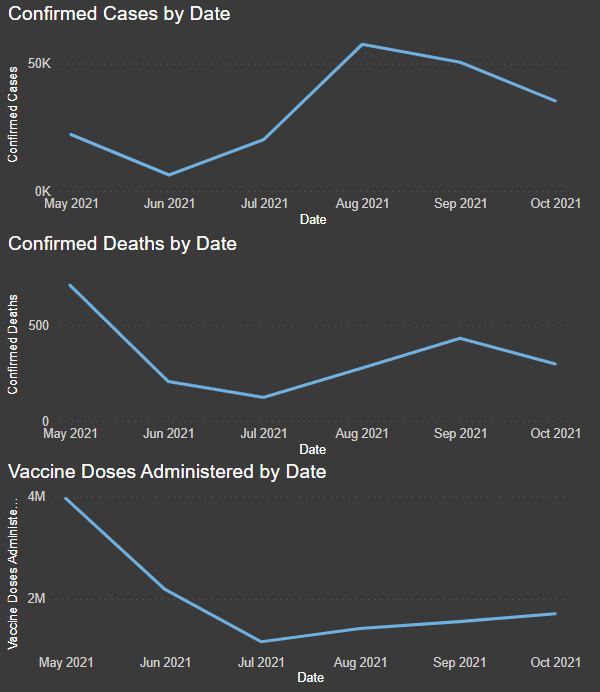 Confirmed Cases by Date
Confirmed Cases
50K
0K
May 2021 Jun 2021 Jul 2021 Aug 2021 Sep 2021 Oct 2021
Date
Confirmed Deaths by Date
Confirmed Deaths
500
0
May 2021 Jun 2021 Jul 2021 Aug 2021 Sep 2021 Oct 2021
Date
Vaccine Doses Administered by Date
Vaccine Doses Administe...
4M
2M
May 2021 Jun 2021 Jul 2021 Aug 2021 Sep 2021 Oct 2021
Date